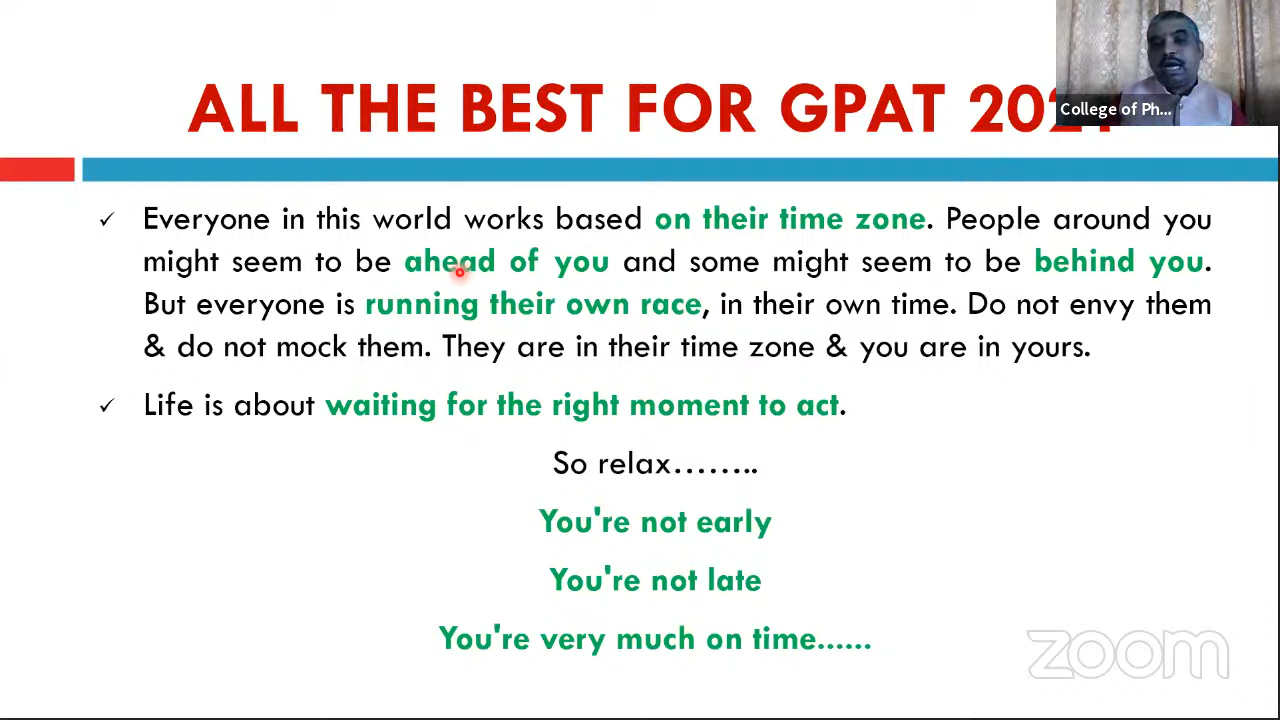 ALL THE BEST FOR GPAT
College of Ph...
Everyone in this world works based on their time zone. People around you
might seem to be ahead of you and some might seem to be behind you.
But everyone is running their own race, in their own time. Do not envy them
& do not mock them. They are in their time zone & you are in yours.
Life is about waiting for the right moment to act.
So relax........
You're not early
You're not late
You're very much on time......
zoom